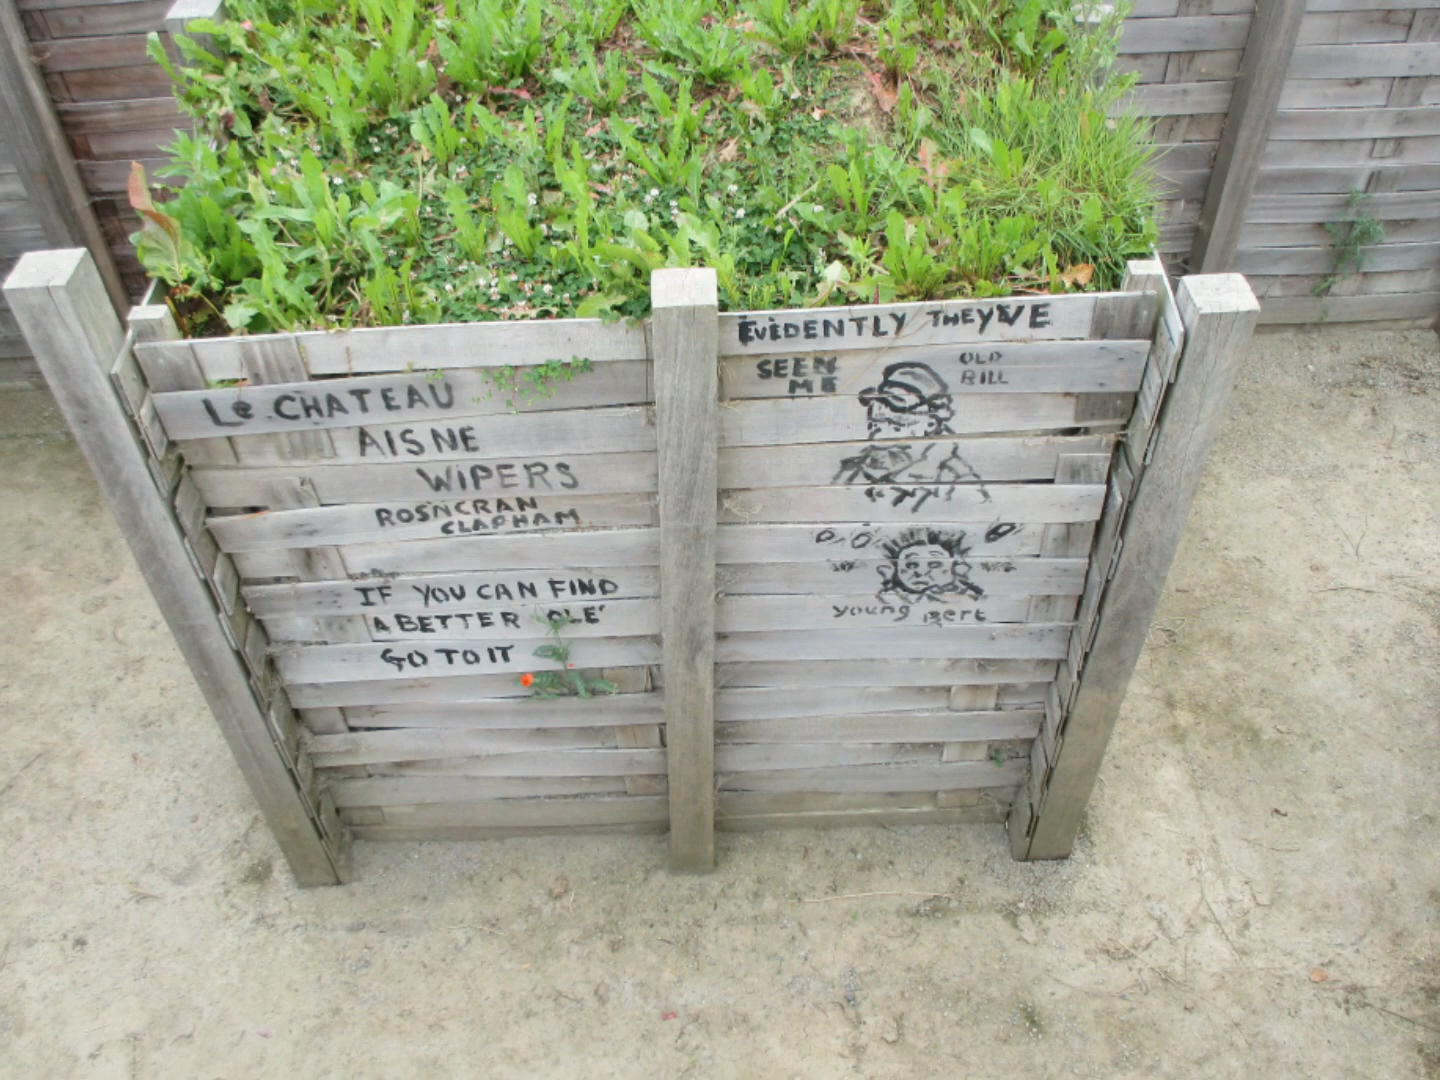 Le CHATEAU
AISNE
WIPERS
ROSNCRAN
CLAPHAM
IF YOU CAN FIND
A BETTER 'OLE'
GO TO IT
EVIDENTLY THEY'VE
SEEN
ME
OLD
BILL
young Bert